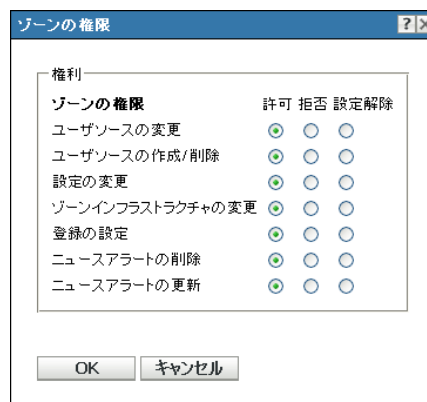 ゾーンの権限
権利
ゾーンの権限 許可 拒否 設定解除
ユーザソースの変更
ユーザソースの作成/削除
設定の変更
ゾーンインフラストラクチャの変更
登録の設定
ニュースアラートの削除
ニュースアラートの更新
OK キャンセル